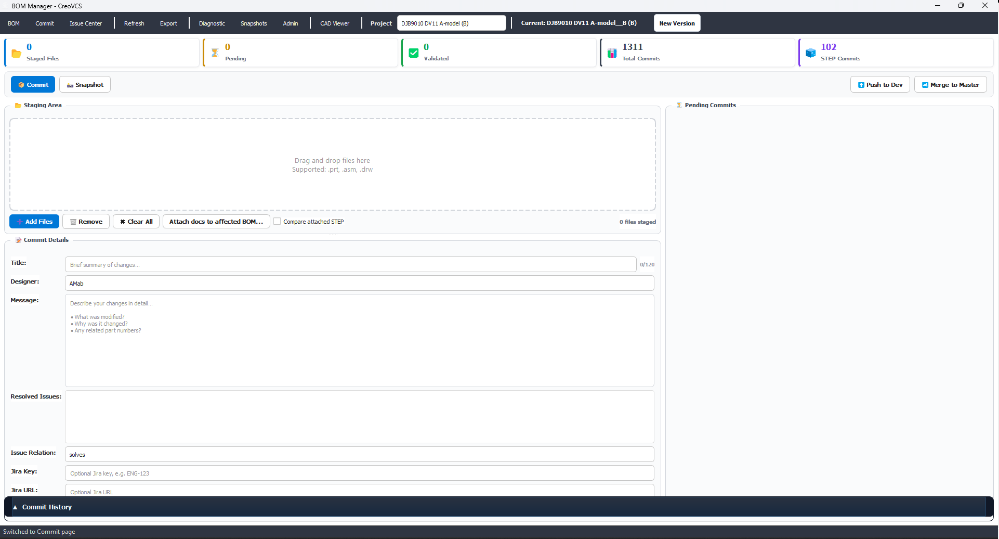 BOM Manager - CreoVCS
BOM Commit Issue Center Refresh Export Diagnostic Snapshots Admin CAD Viewer Project DJB9010 DV11 A-model (B) Current: DJB9010 DV11 A-model__B (B) New Version
0
Staged Files
0
Pending
0
Validated
1311
Total Commits
102
STEP Commits
Commit Snapshot Push to Dev Merge to Master
Staging Area
Drag and drop files here
Supported: .prt, .asm, .drw
Add Files Remove Clear All Attach docs to affected BOM... Compare attached STEP 0 files staged
Commit Details
Title: Brief summary of changes... 0/120
Designer: AMab
Message: Describe your changes in detail...
• What was modified?
• Why was it changed?
• Any related part numbers?
Resolved Issues:
Issue Relation: solves
Jira Key: Optional Jira key, e.g. ENG-123
Jira URL: Optional Jira URL
Pending Commits
▲ Commit History
Switched to Commit page